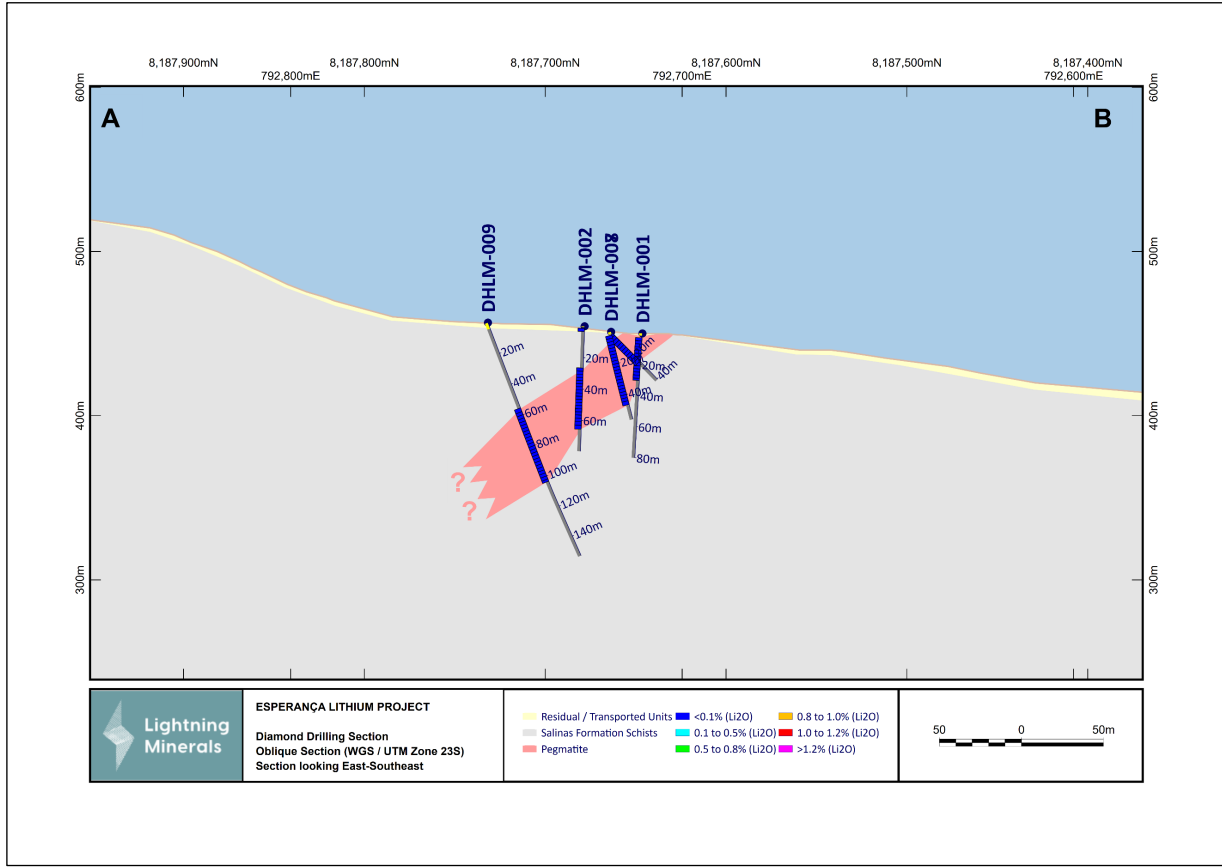 8,187,900mN 8,187,800mN 8,187,700mN 8,187,600mN 8,187,500mN 8,187,400mN
792,800mE 792,700mE 792,600mE
600m 600m
A B
500m 500m
400m 400m
300m 300m
DHLM-009
DHLM-002
DHLM-001
20m
40m
60m
80m
100m
120m
140m
20m
40m
60m
20m
40m
40m
20m
40m
60m
80m
?
?
Lightning
Minerals
ESPERANÇA LITHIUM PROJECT
Diamond Drilling Section
Oblique Section (WGS / UTM Zone 23S)
Section looking East-Southeast
Residual / Transported Units
Salinas Formation Schists
Pegmatite
<0.1% (Li2O)
0.1 to 0.5% (Li2O)
0.5 to 0.8% (Li2O)
0.8 to 1.0% (Li2O)
1.0 to 1.2% (Li2O)
>1.2% (Li2O)
50 0 50m